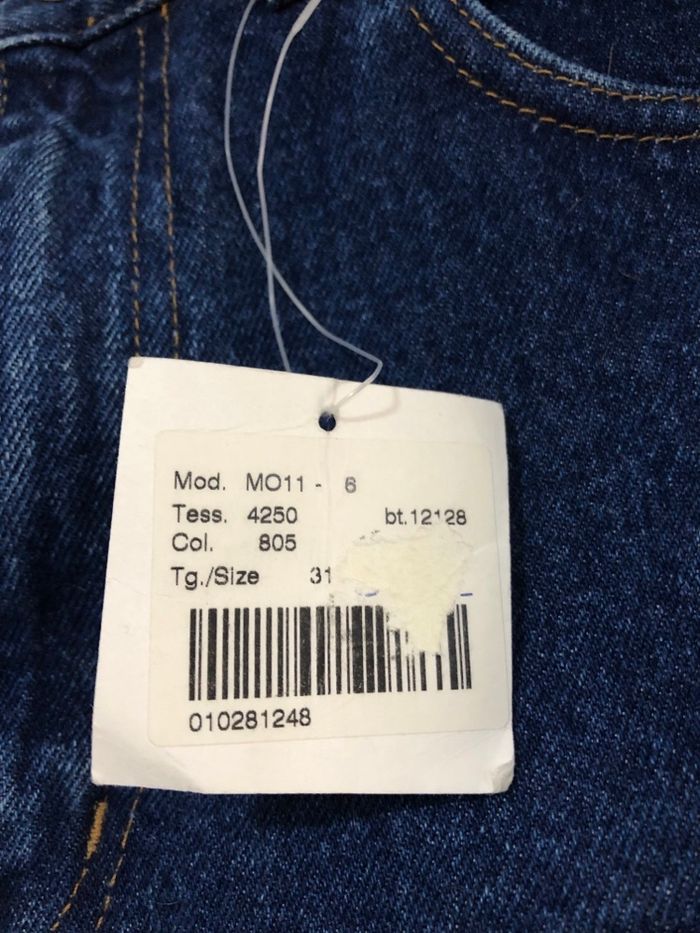 Mod. MO11 - 6
Tess. 4250 bt.12128
Col. 805
Tg./Size 31
010281248